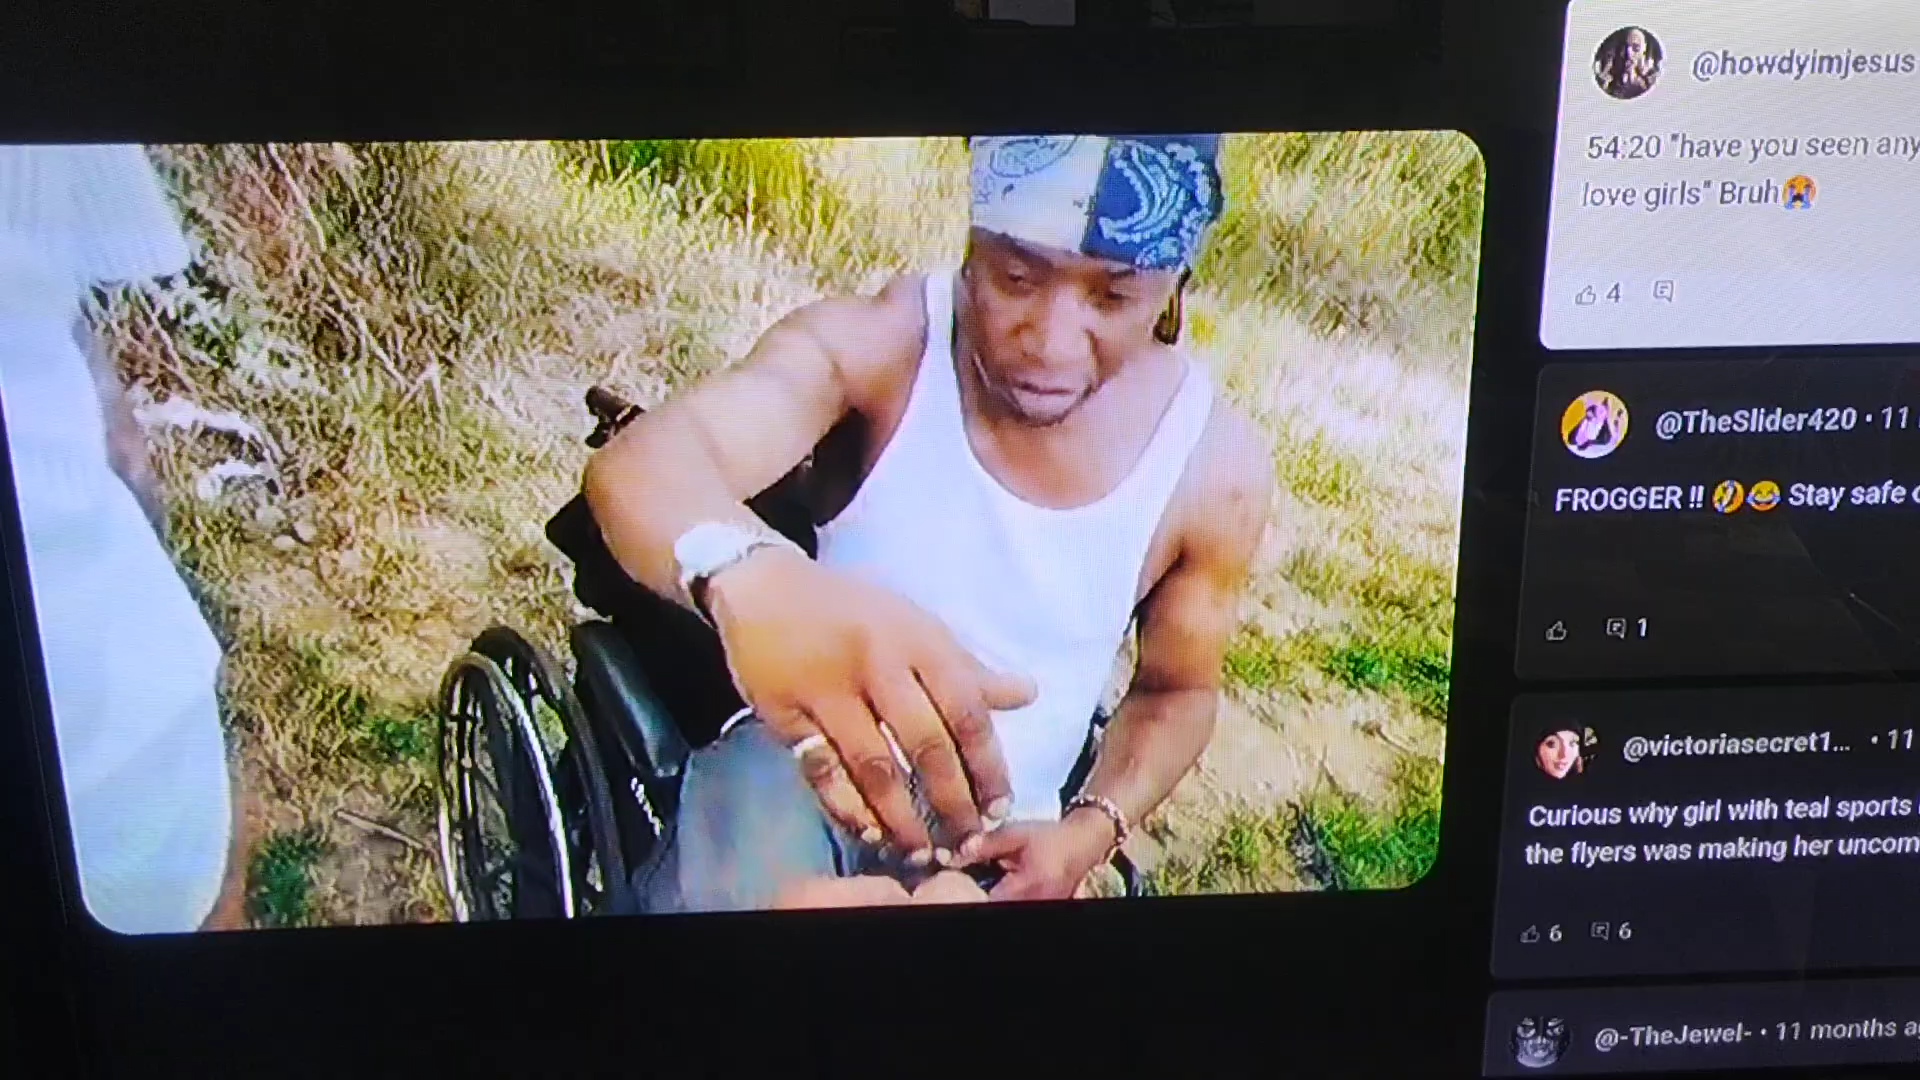 @howdyimjesus
54:20 "have you seen any
love girls" Bruh😭
4
@TheSlider420 • 11
FROGGER !! 🤣😂 Stay safe
1
@victoriasecret1... • 11
Curious why girl with teal sports
the flyers was making her uncom
6 6
@-TheJewel- • 11 months a